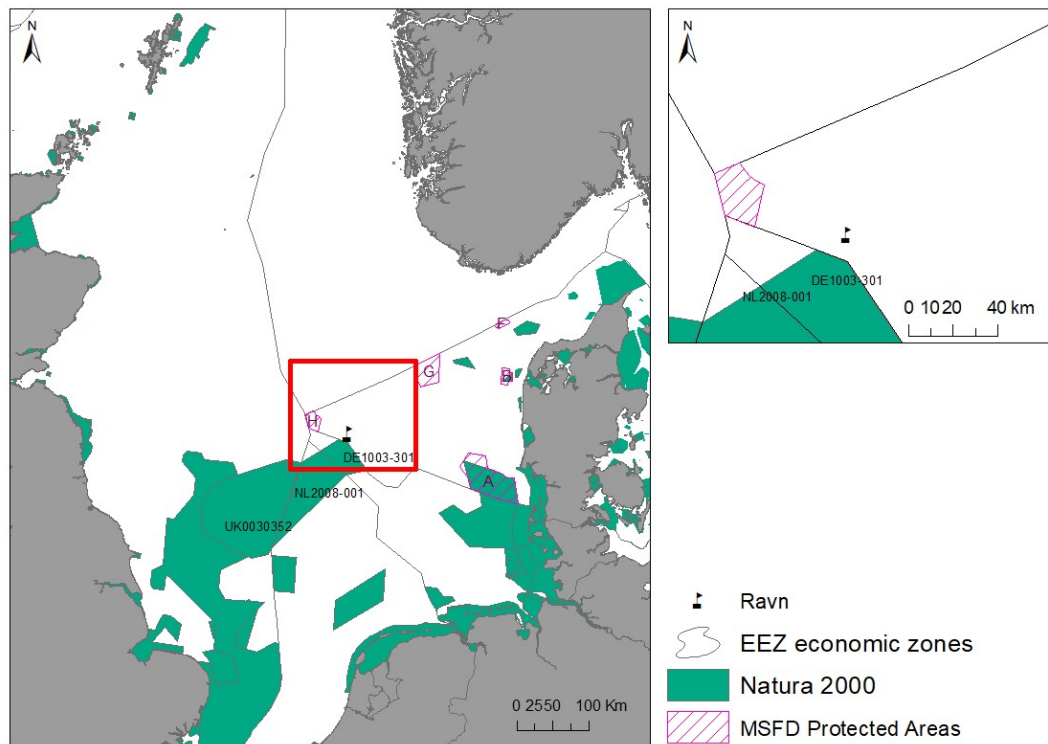 N
F
G
B
H
DE1003-301
A
NL2008-001
UK0030352
0 2550 100 Km
N
DE1003-301
NL2008-001
0 1020 40 km
Ravn
EEZ economic zones
Natura 2000
MSFD Protected Areas